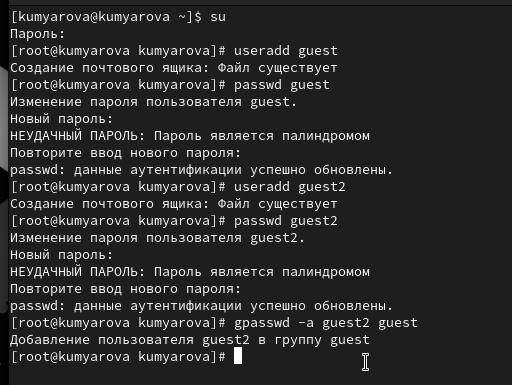 [kumyarova@kumyarova ~]$ su
Пароль:
[root@kumyarova kumyarova]# useradd guest
Создание почтового ящика: Файл существует
[root@kumyarova kumyarova]# passwd guest
Изменение пароля пользователя guest.
Новый пароль:
НЕУДАЧНЫЙ ПАРОЛЬ: Пароль является палиндромом
Повторите ввод нового пароля:
passwd: данные аутентификации успешно обновлены.
[root@kumyarova kumyarova]# useradd guest2
Создание почтового ящика: Файл существует
[root@kumyarova kumyarova]# passwd guest2
Изменение пароля пользователя guest2.
Новый пароль:
НЕУДАЧНЫЙ ПАРОЛЬ: Пароль является палиндромом
Повторите ввод нового пароля:
passwd: данные аутентификации успешно обновлены.
[root@kumyarova kumyarova]# gpasswd -a guest2 guest
Добавление пользователя guest2 в группу guest
[root@kumyarova kumyarova]#